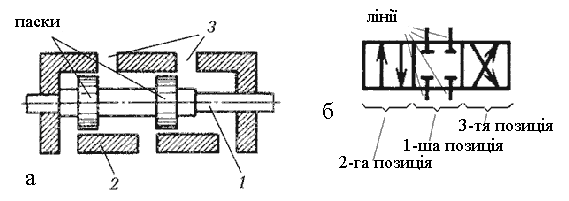 паски
3
а
2
1
лінії
б
3-тя позиція
1-ша позиція
2-га позиція